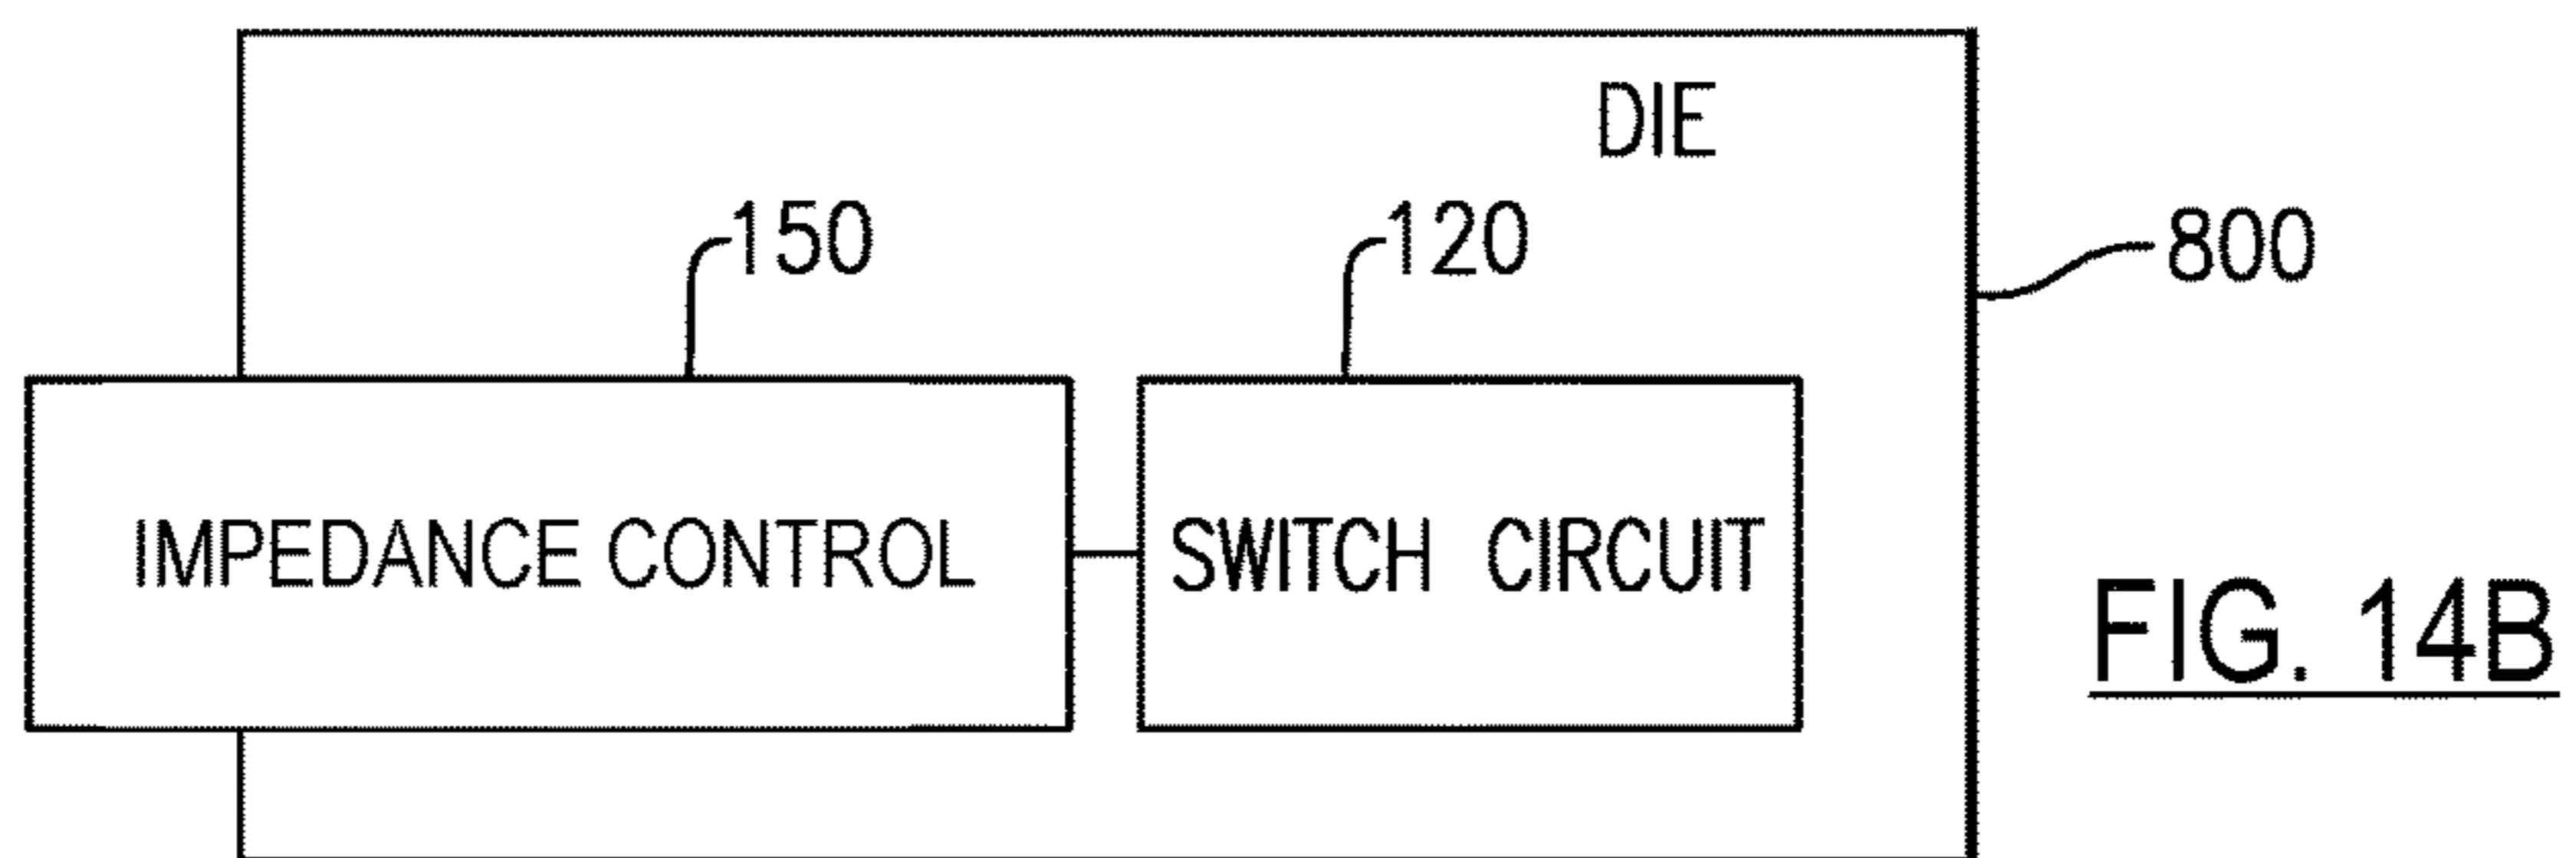 DIE
150
120
800
IMPEDANCE CONTROL
SWITCH CIRCUIT
FIG. 14B